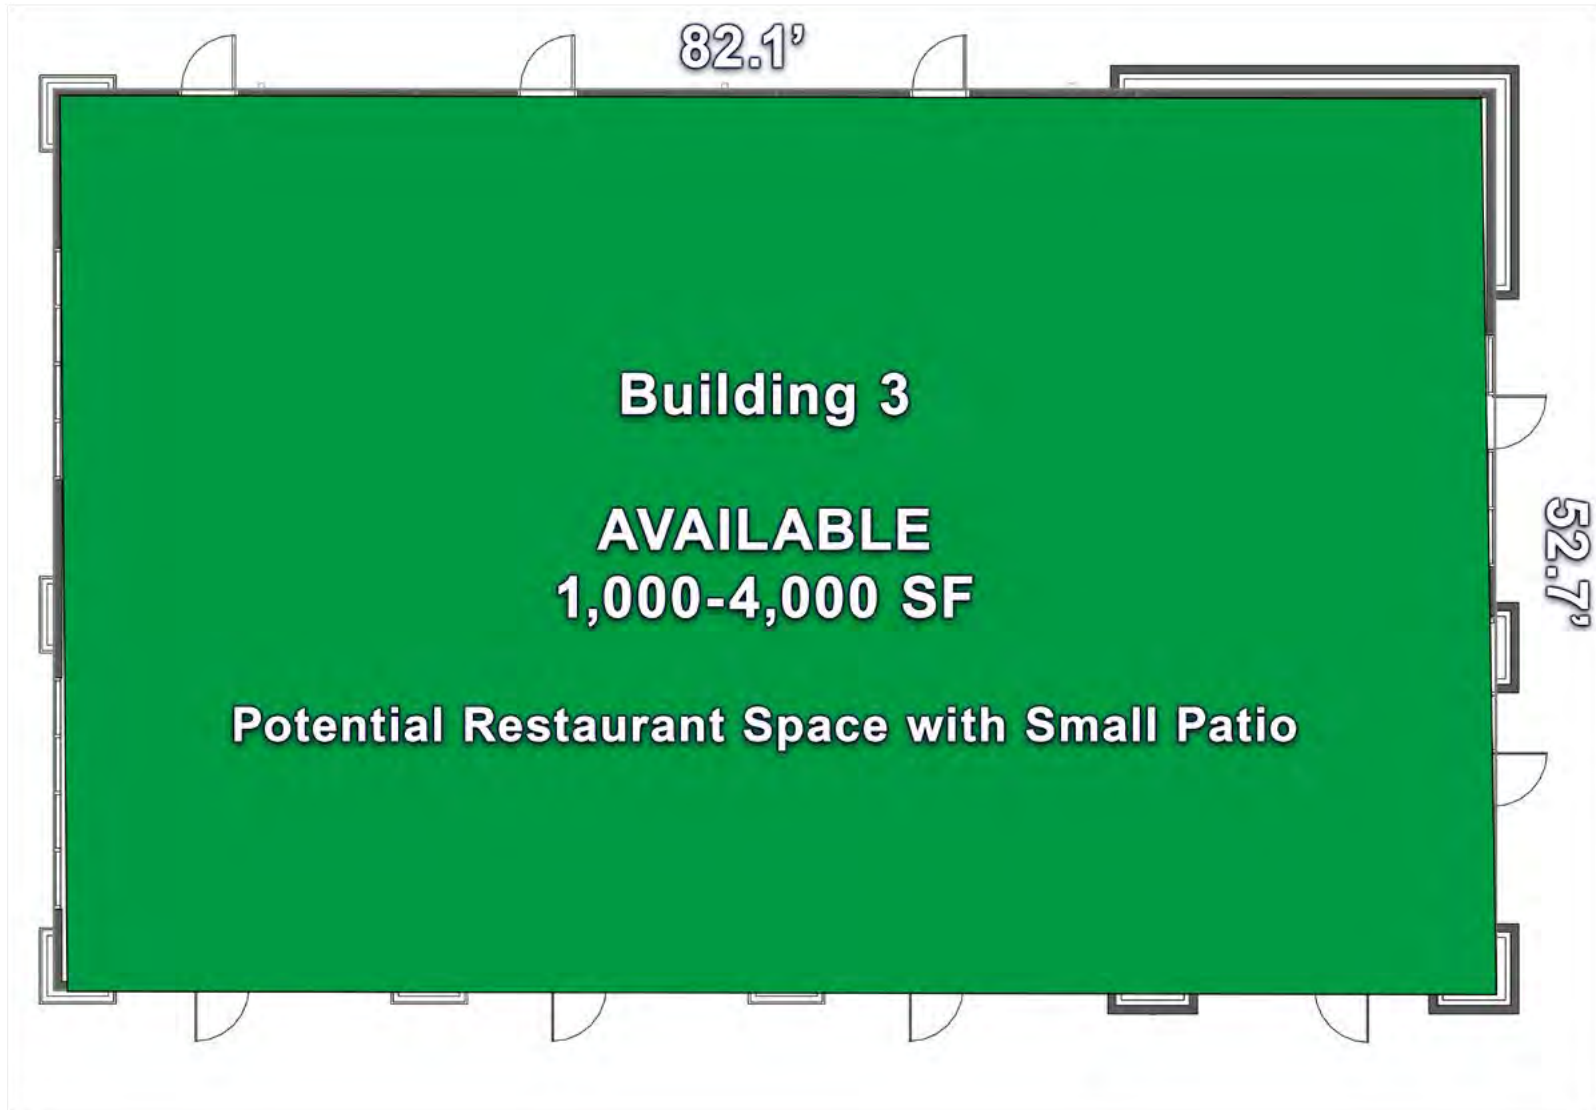 82.1’
Building 3
AVAILABLE
1,000-4,000 SF
52.7’
Potential Restaurant Space with Small Patio